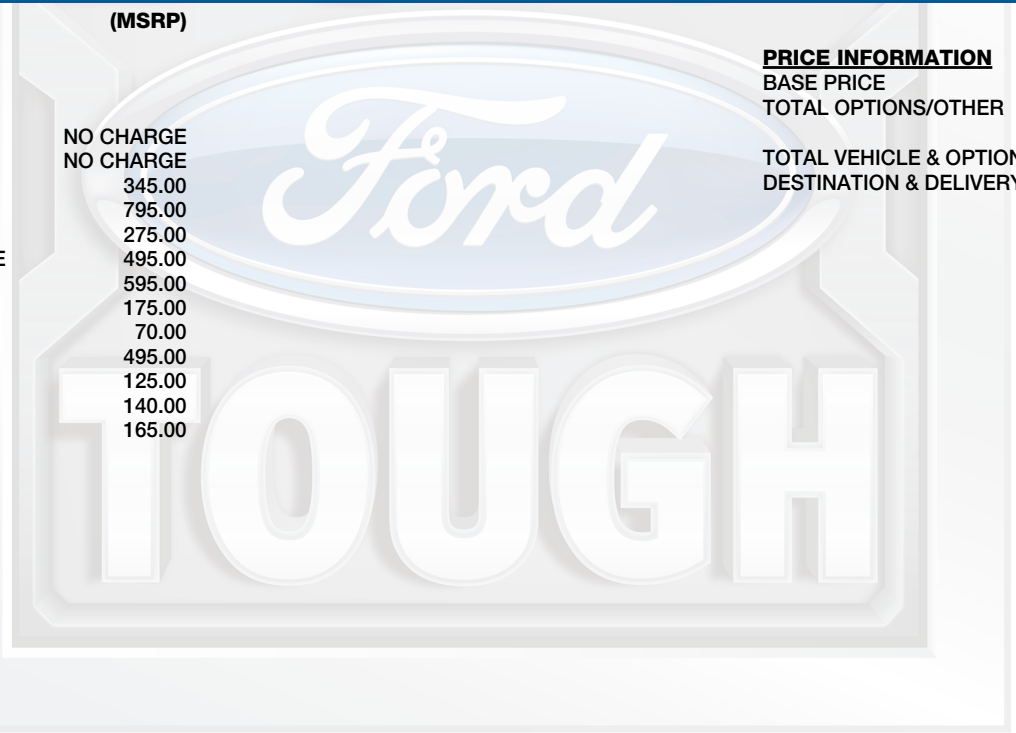 (MSRP)
NO CHARGE
NO CHARGE
345.00
795.00
275.00
E
495.00
595.00
175.00
70.00
495.00
125.00
140.00
165.00
PRICE INFORMATION
BASE PRICE
TOTAL OPTIONS/OTHER
TOTAL VEHICLE & OPTION
DESTINATION & DELIVERY
Ford
TOUGH